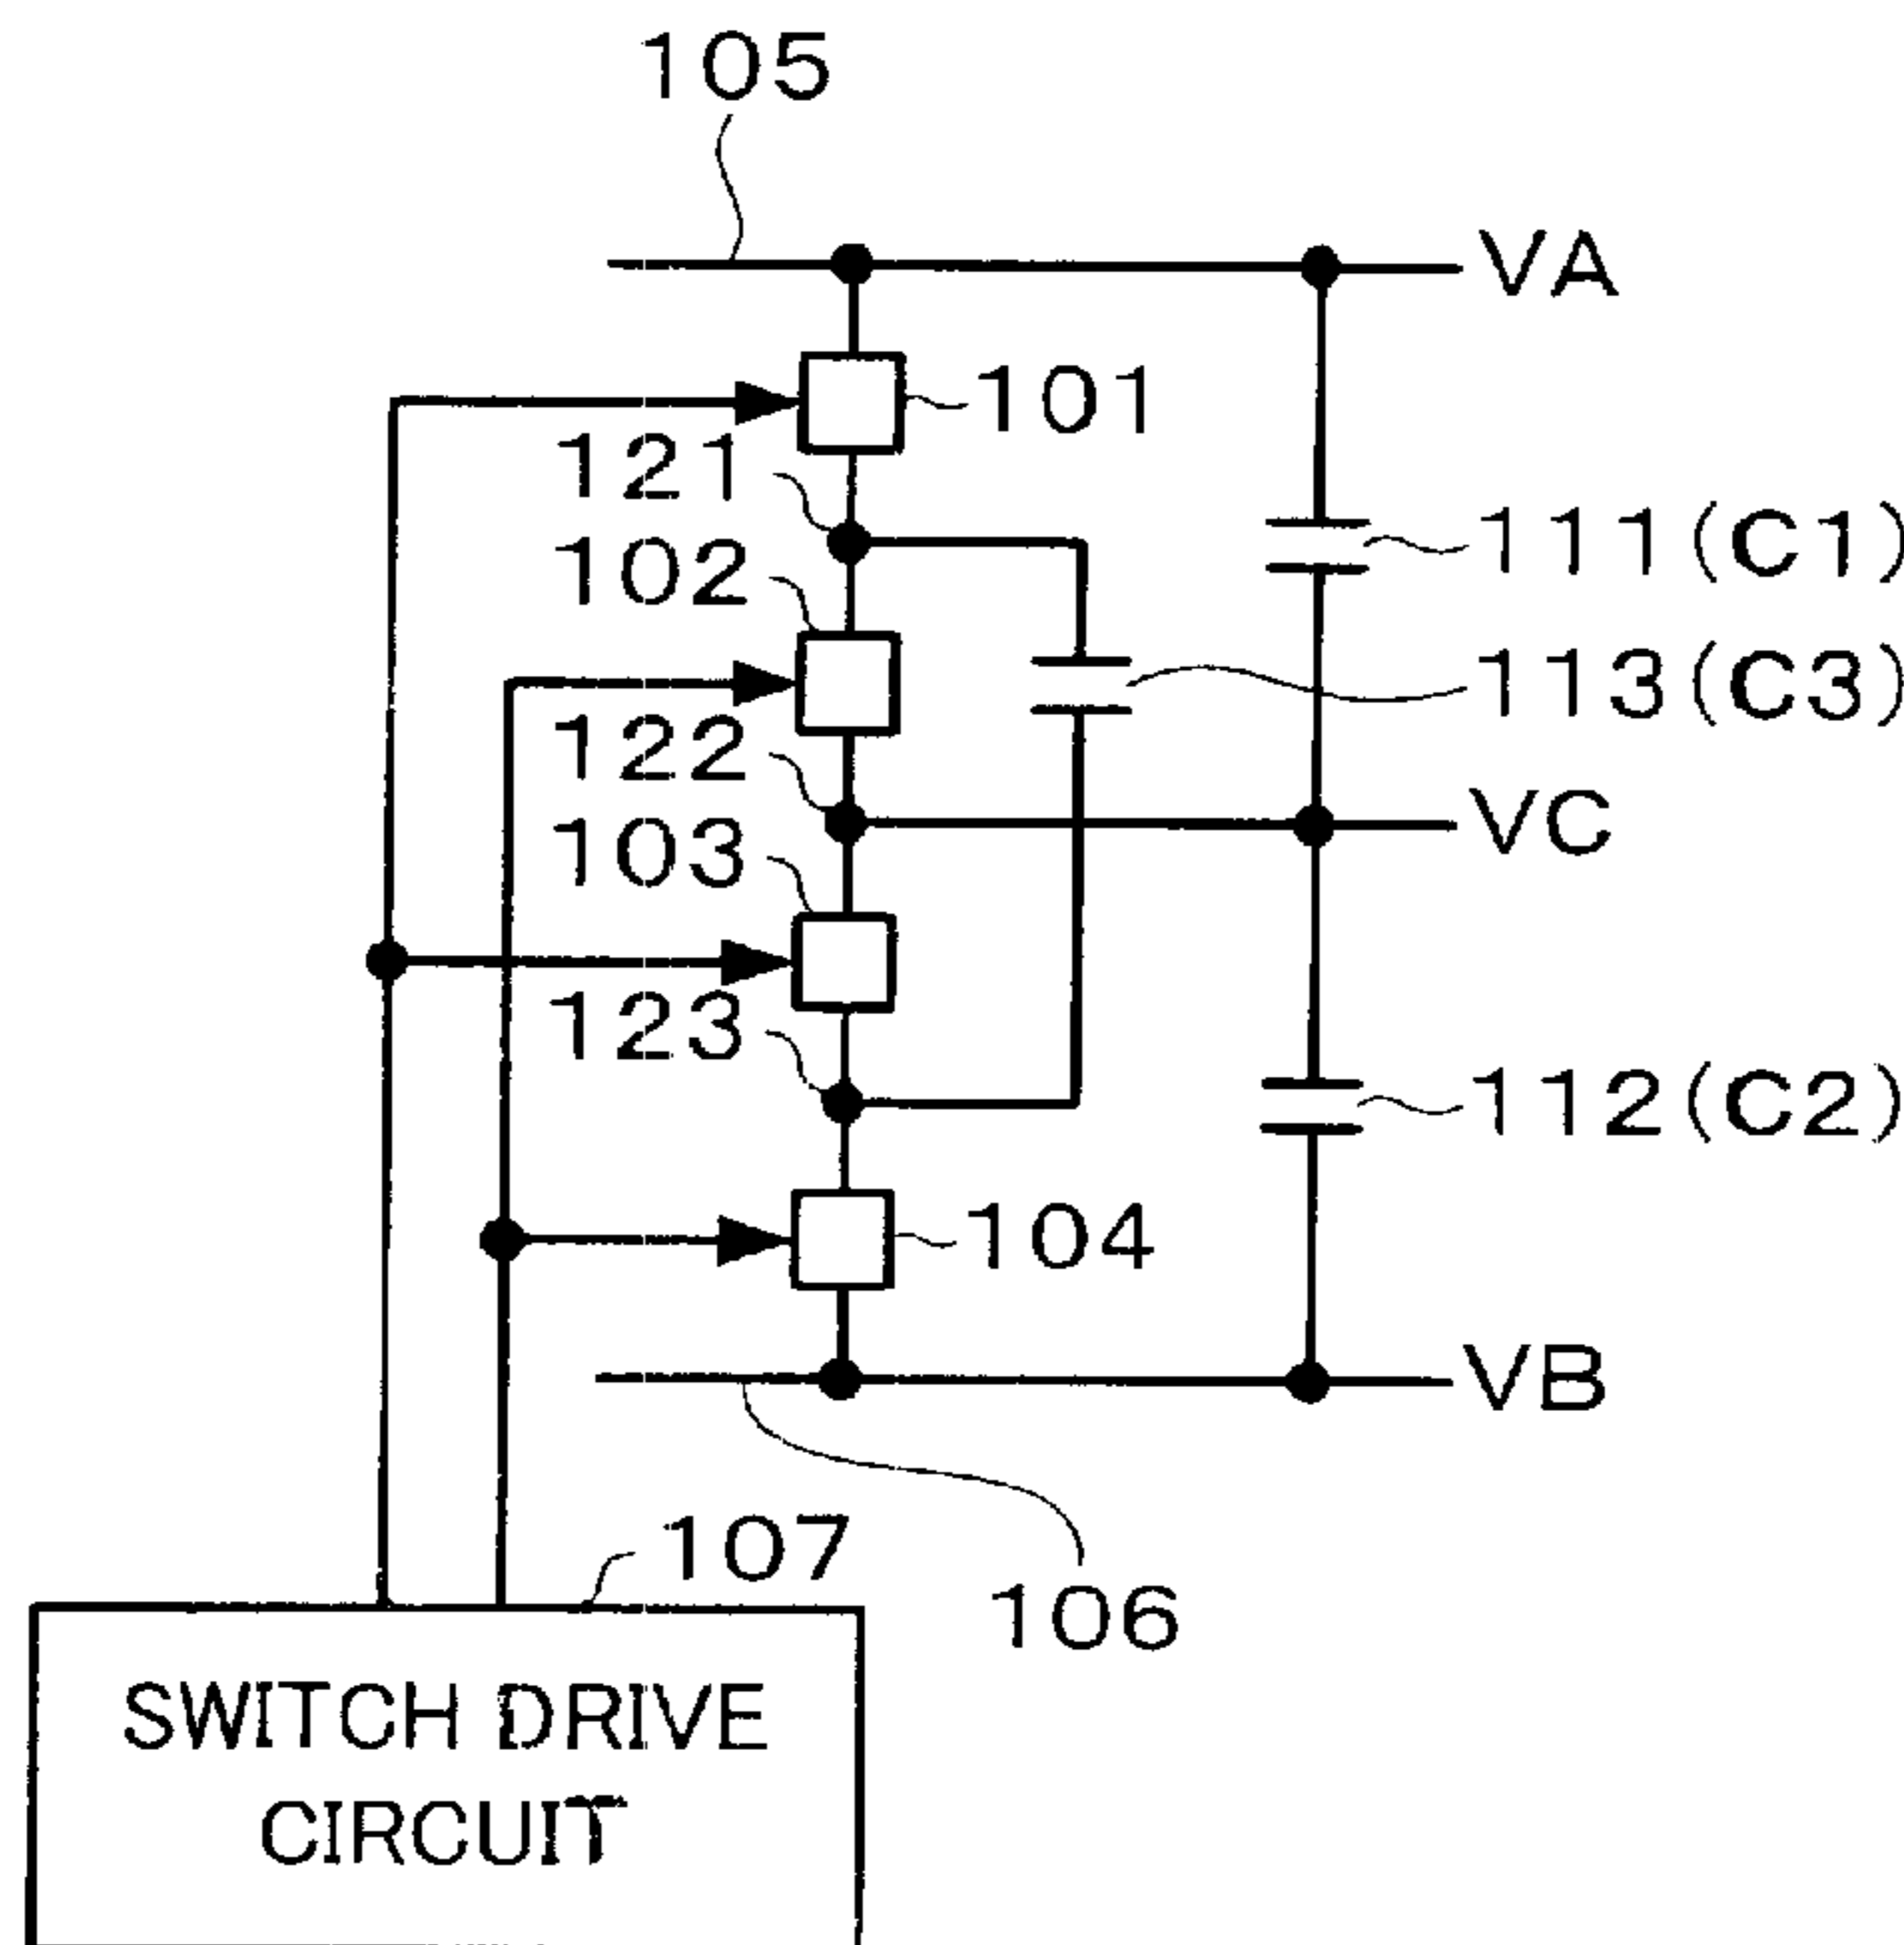 105
VA
101
121
102
111(C1)
113(C3)
122
VC
103
123
112(C2)
104
VB
107
106
SWITCH DRIVE
CIRCUIT